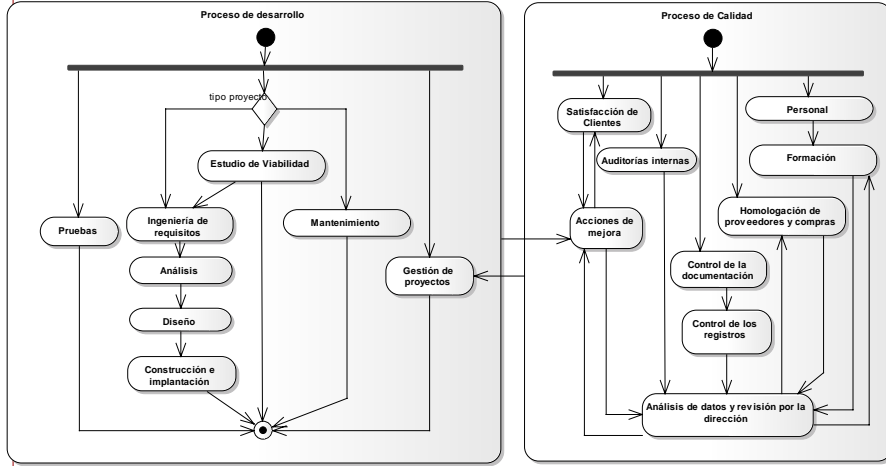 Proceso de desarrollo
tipo proyecto
Estudio de Viabilidad
Ingeniería de
requisitos
Mantenimiento
Pruebas
Análisis
Gestión de
proyectos
Diseño
Construcción e
implantación
Proceso de Calidad
Satisfacción de
Clientes
Personal
Auditorías internas
Formación
Acciones de
mejora
Homologación de
proveedores y compras
Control de la
documentación
Control de los
registros
Análisis de datos y revisión por la
dirección